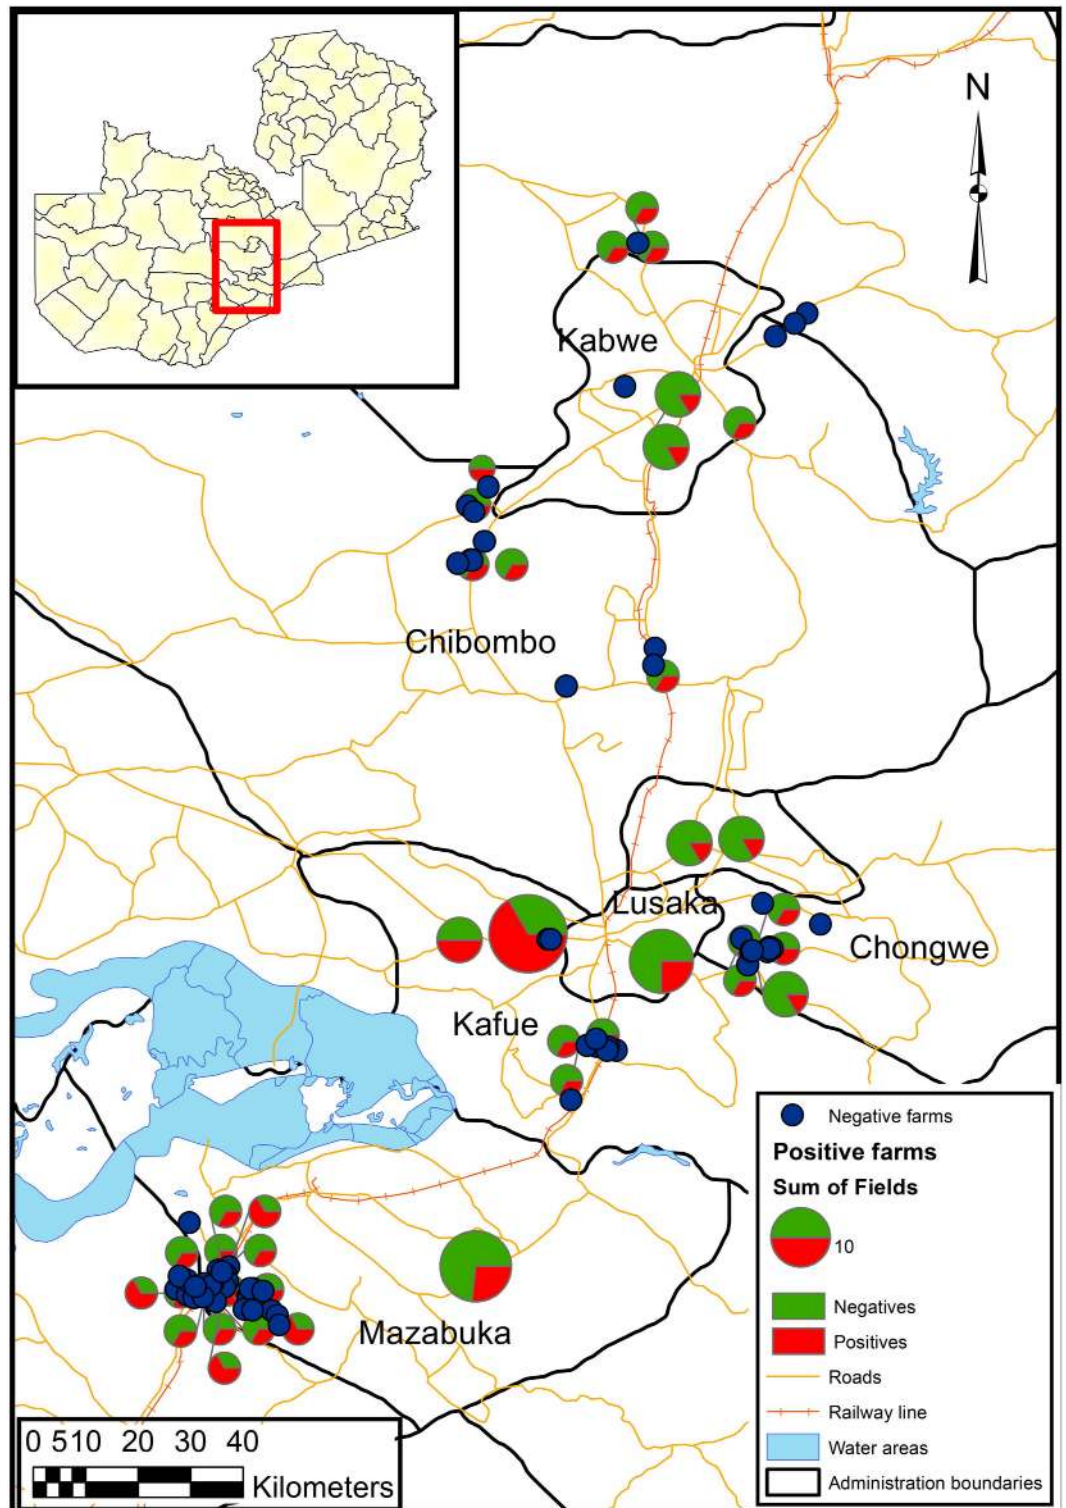 N
Kabwe
Chibombo
Lusaka
Chongwe
Kafue
Mazabuka
Negative farms
Positive farms
Sum of Fields
10
Negatives
Positives
Roads
Railway line
Water areas
Administration boundaries
0 510 20 30 40
Kilometers